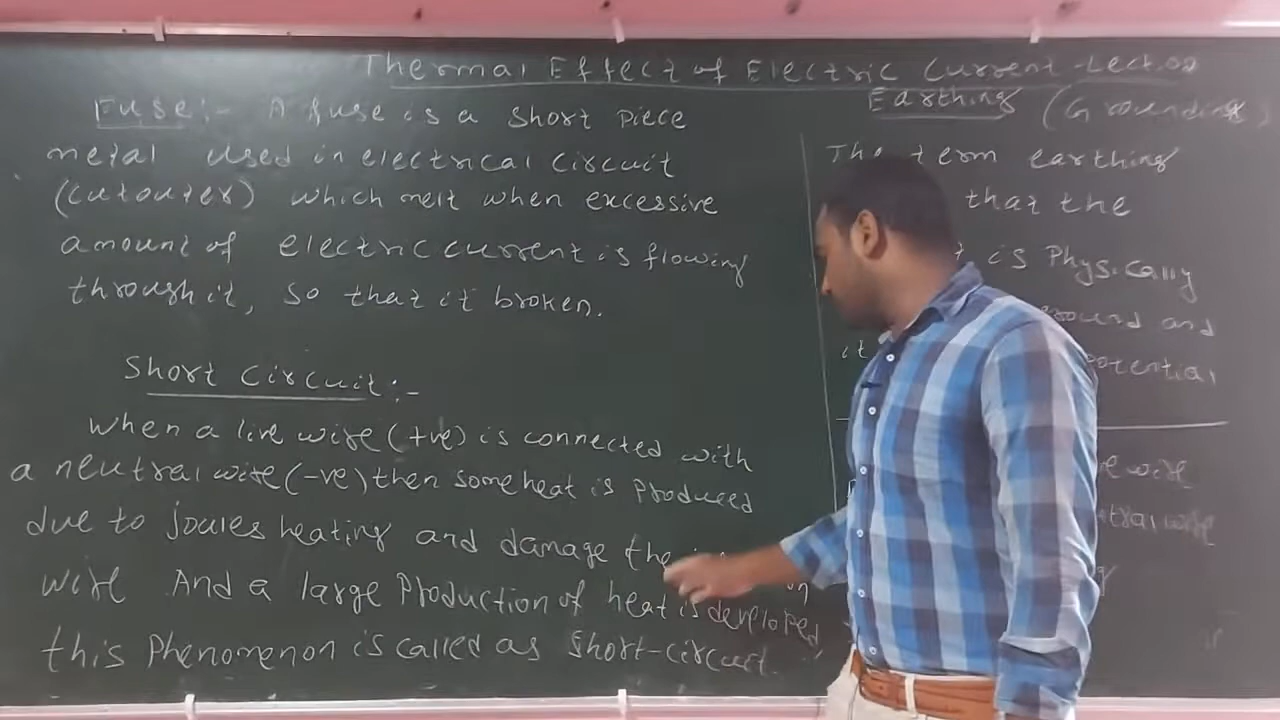 Thermal Effect of Electric Current-Lect.02
Fuse:- A fuse is a short piece
metal used in electrical circuit
(cutouter) which melt when excessive
amount of electric current is flowing
through it, so that it broken.
Short Circuit:-
When a live wire (+ve) is connected with
a neutral wire (-ve) then some heat is produced
due to joules heating and damage the
wire And a large Production of heat is developed
this Phenomenon is called as short-circuit.
Earthing (Grounding)
The term earthing
that the
is Physically
and
it potential
wire